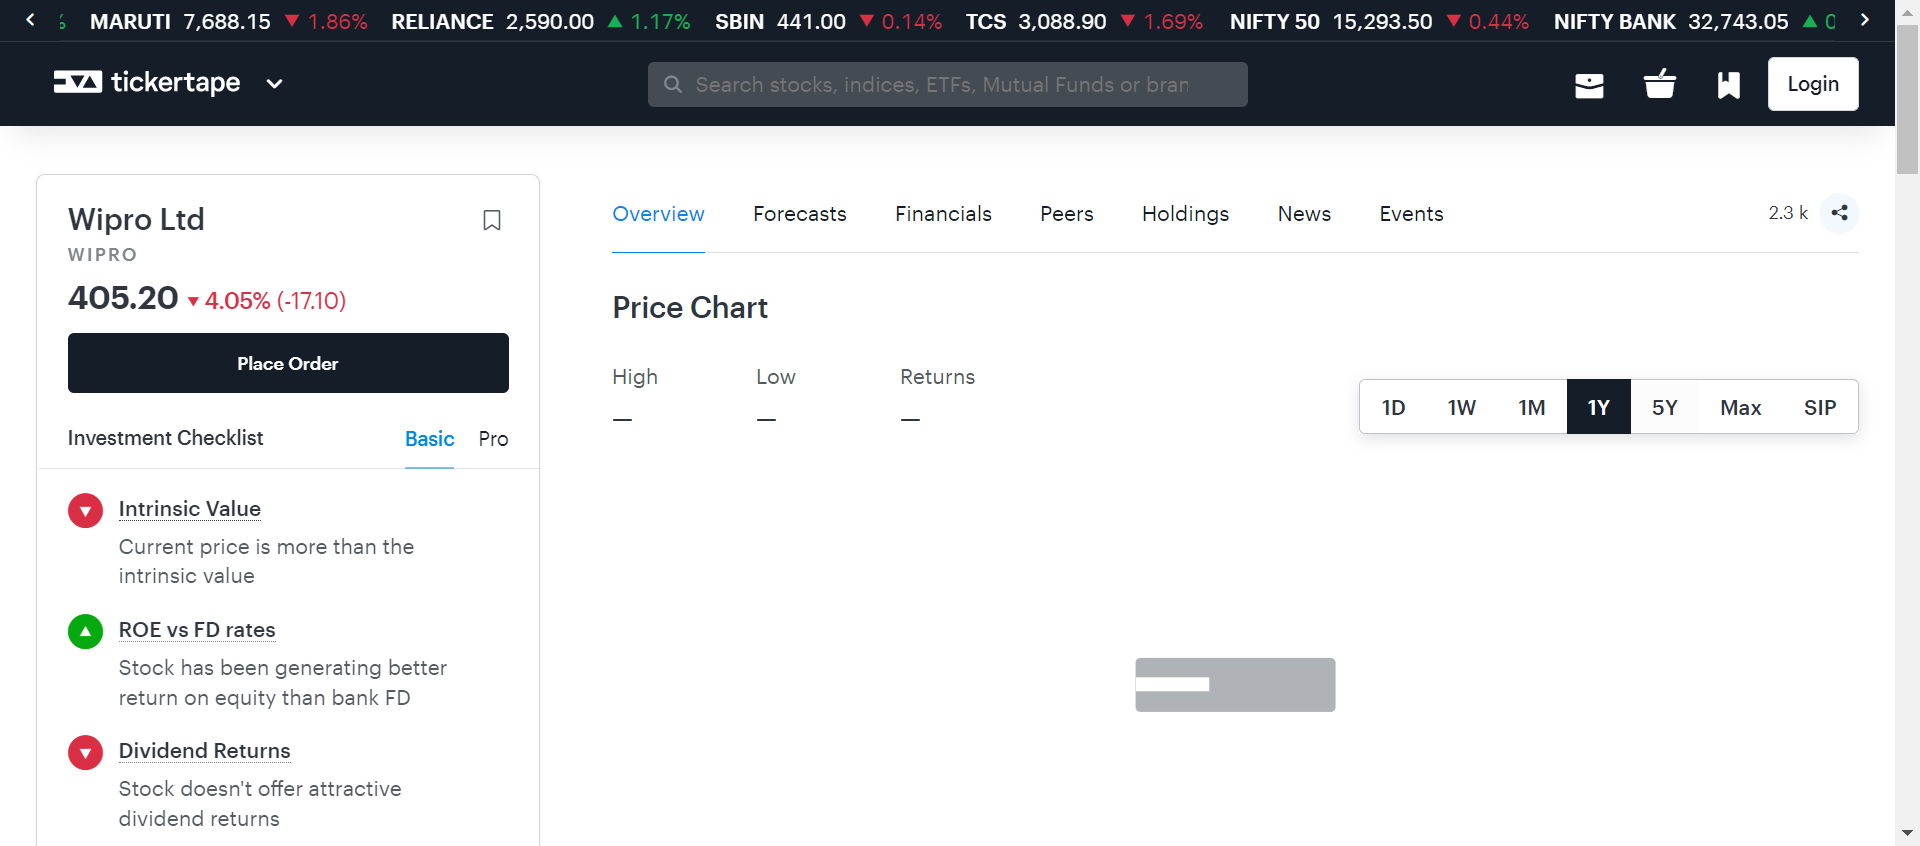 MARUTI 7,688.15 ▼ 1.86% RELIANCE 2,590.00 ▲ 1.17% SBIN 441.00 ▼ 0.14% TCS 3,088.90 ▼ 1.69% NIFTY 50 15,293.50 ▼ 0.44% NIFTY BANK 32,743.05 ▲
tickertape
Search stocks, indices, ETFs, Mutual Funds or bran
Login
Wipro Ltd
WIPRO
405.20 ▼ 4.05% (-17.10)
Place Order
Investment Checklist Basic Pro
Intrinsic Value
Current price is more than the
intrinsic value
ROE vs FD rates
Stock has been generating better
return on equity than bank FD
Dividend Returns
Stock doesn't offer attractive
dividend returns
Overview Forecasts Financials Peers Holdings News Events 2.3 k
Price Chart
High Low Returns
— — —
1D 1W 1M 1Y 5Y Max SIP